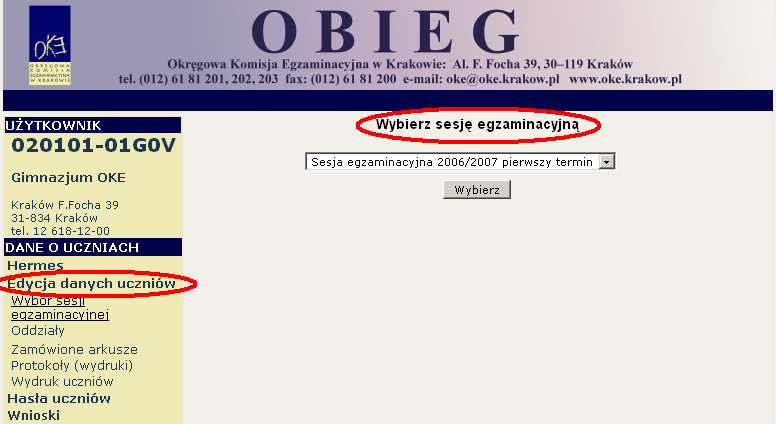 OBIEG
OKE
OKRĘGOWA
KOMISJA
EGZAMINACYJNA
W KRAKOWIE
Okręgowa Komisja Egzaminacyjna w Krakowie: Al. F. Focha 39, 30–119 Kraków
tel. (012) 61 81 201, 202, 203 fax: (012) 61 81 200 e-mail: oke@oke.krakow.pl www.oke.krakow.pl
UŻYTKOWNIK
020101-01G0V
Gimnazjum OKE
Kraków F.Focha 39
31-834 Kraków
tel. 12 618-12-00
DANE O UCZNIACH
Hermes
Edycja danych uczniów
Wybór sesji
egzaminacyjnej
Oddziały
Zamówione arkusze
Protokoły (wydruki)
Wydruk uczniów
Hasła uczniów
Wnioski
Wybierz sesję egzaminacyjną
Sesja egzaminacyjna 2006/2007 pierwszy termin
Wybierz